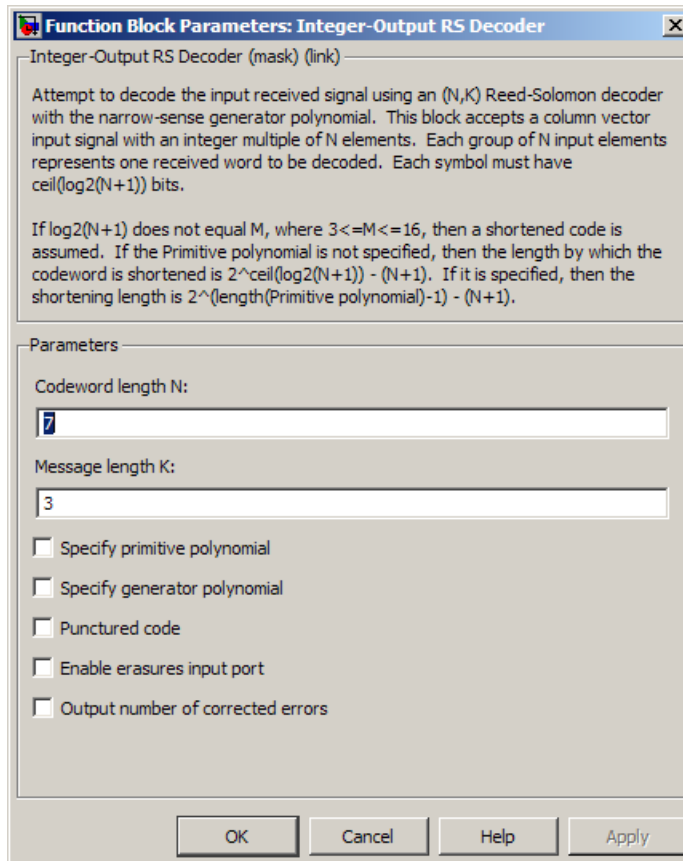 Function Block Parameters: Integer-Output RS Decoder
Integer-Output RS Decoder (mask) (link)
Attempt to decode the input received signal using an (N,K) Reed-Solomon decoder
with the narrow-sense generator polynomial.  This block accepts a column vector
input signal with an integer multiple of N elements.  Each group of N input elements
represents one received word to be decoded.  Each symbol must have
ceil(log2(N+1)) bits.
If log2(N+1) does not equal M, where 3<=M<=16, then a shortened code is
assumed.  If the Primitive polynomial is not specified, then the length by which the
codeword is shortened is 2^ceil(log2(N+1)) - (N+1).  If it is specified, then the
shortening length is 2^(length(Primitive polynomial)-1) - (N+1).
Parameters
Codeword length N:
7
Message length K:
3
Specify primitive polynomial
Specify generator polynomial
Punctured code
Enable erasures input port
Output number of corrected errors
OK Cancel Help Apply